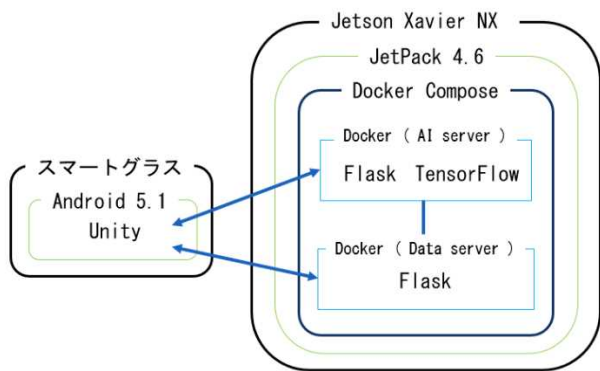 Jetson Xavier NX
JetPack 4.6
Docker Compose
Docker ( AI server )
Flask TensorFlow
スマートグラス
Android 5.1
Unity
Docker ( Data server )
Flask